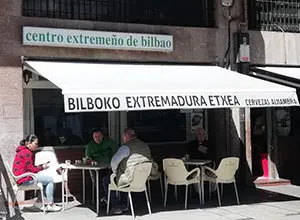 centro extremeño de bilbao
BILBOKO EXTREMADURA ETXEA
CERVEZAS ALHAMBRA